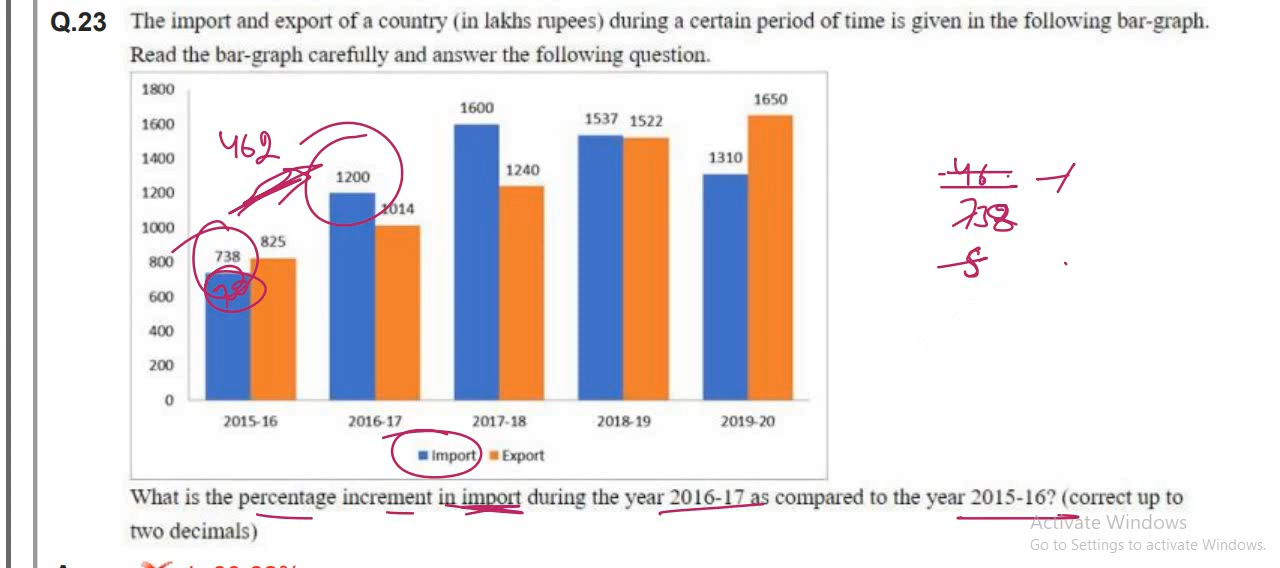 Q.23 The import and export of a country (in lakhs rupees) during a certain period of time is given in the following bar-graph.
Read the bar-graph carefully and answer the following question.
1800
1600
1400
1200
1000
800
600
400
200
0
738 825
1200 1014
1600 1240
1537 1522
1310 1650
462
46
738
2015-16 2016-17 2017-18 2018-19 2019-20
Import Export
What is the percentage increment in import during the year 2016-17 as compared to the year 2015-16? (correct up to
two decimals)
Activate Windows
Go to Settings to activate Windows.